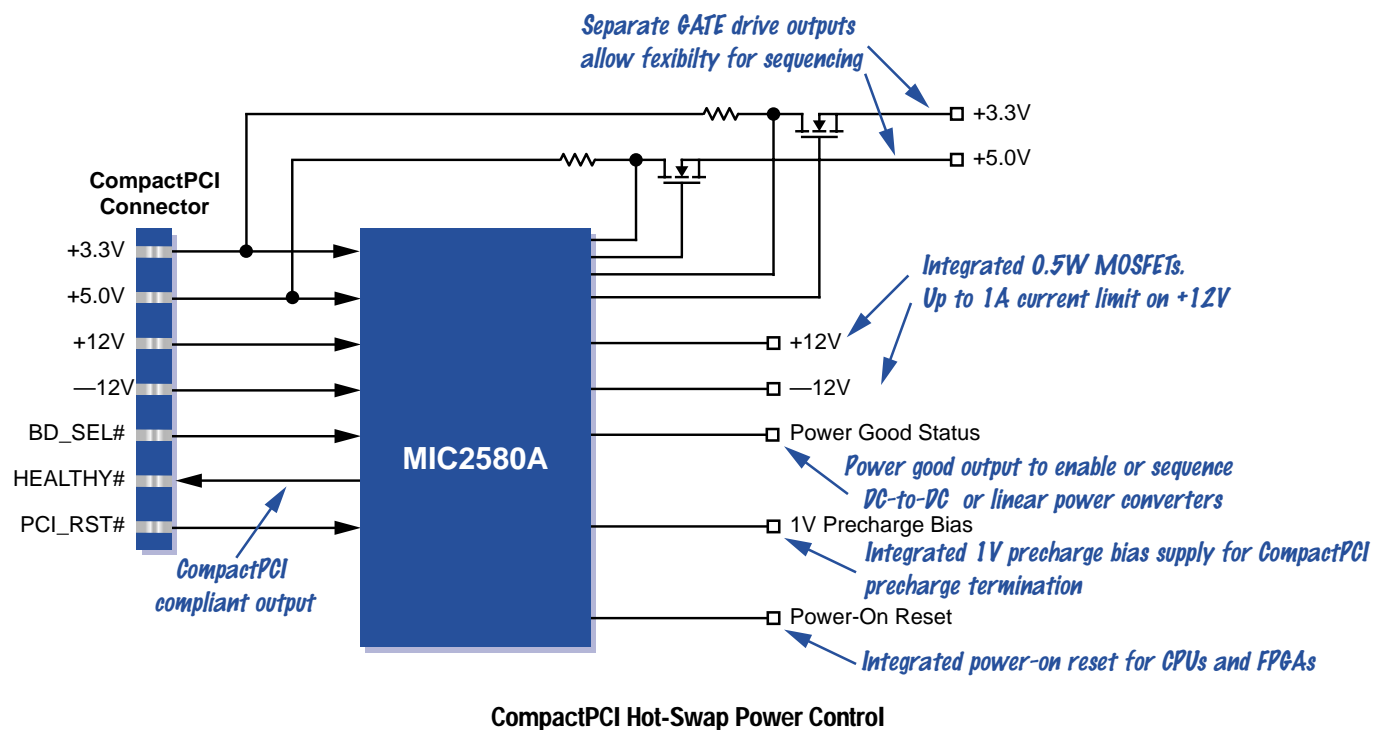 Separate GATE drive outputs
allow fexibilty for sequencing
+3.3V
+5.0V
CompactPCI
Connector
+3.3V
+5.0V
+12V
—12V
BD_SEL#
HEALTHY#
PCI_RST#
MIC2580A
Integrated 0.5W MOSFETs.
Up to 1A current limit on +12V
+12V
—12V
Power Good Status
Power good output to enable or sequence
DC-to-DC or linear power converters
1V Precharge Bias
Integrated 1V precharge bias supply for CompactPCI
precharge termination
CompactPCI
compliant output
Power-On Reset
Integrated power-on reset for CPUs and FPGAs
CompactPCI Hot-Swap Power Control